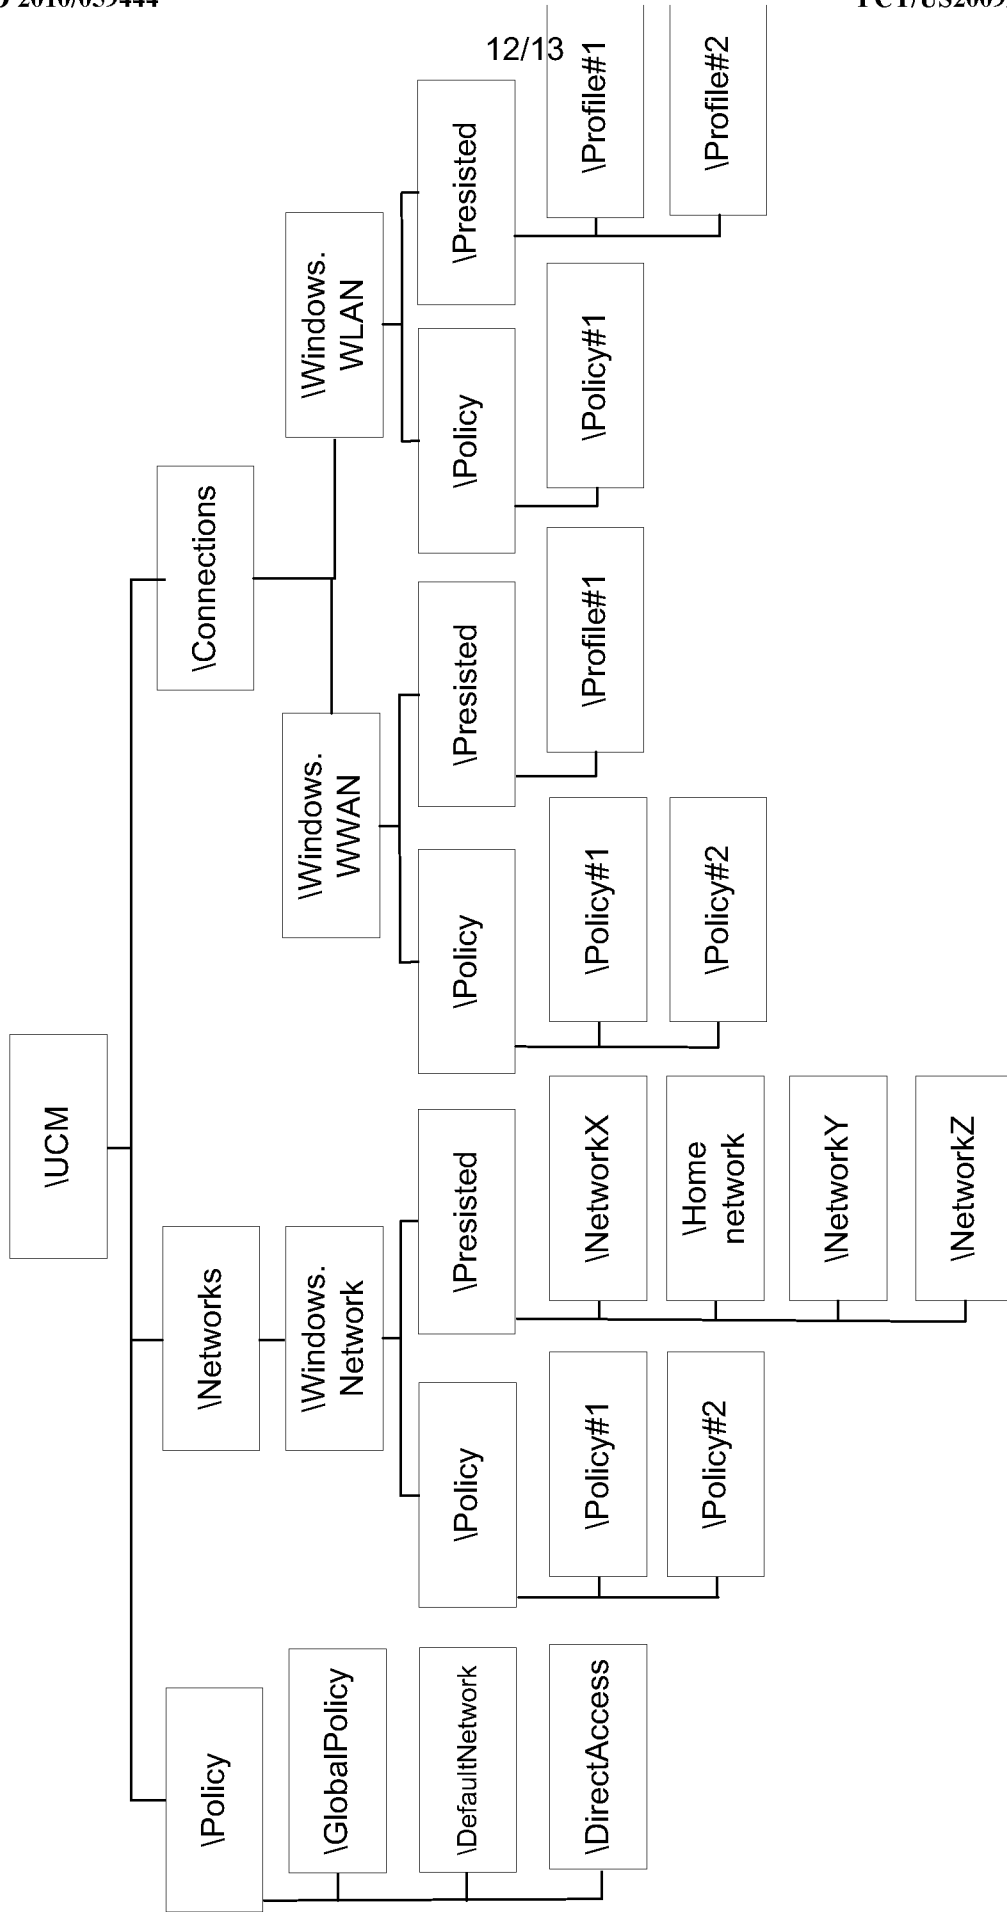 12/13
\UCM
\Policy
\GlobalPolicy
\DefaultNetwork
\DirectAccess
\Networks
\Windows.
Network
\Policy
\Policy#1
\Policy#2
\Presisted
\NetworkX
\Home
network
\NetworkY
\NetworkZ
\Connections
\Windows.
WWAN
\Policy
\Policy#1
\Policy#2
\Presisted
\Profile#1
\Windows.
WLAN
\Policy
\Policy#1
\Presisted
\Profile#1
\Profile#2